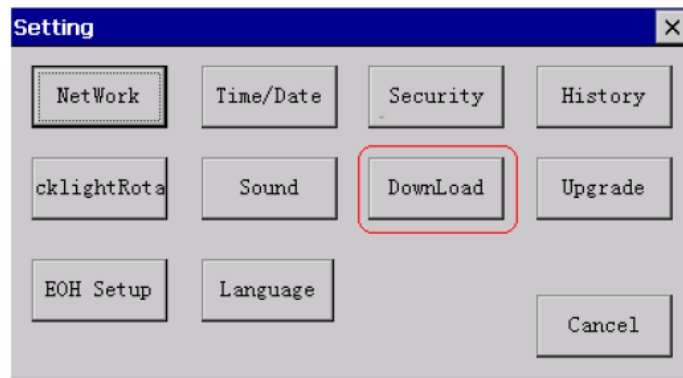 Setting
NetWork Time/Date Security History
cklightRota Sound DownLoad Upgrade
EOH Setup Language
Cancel